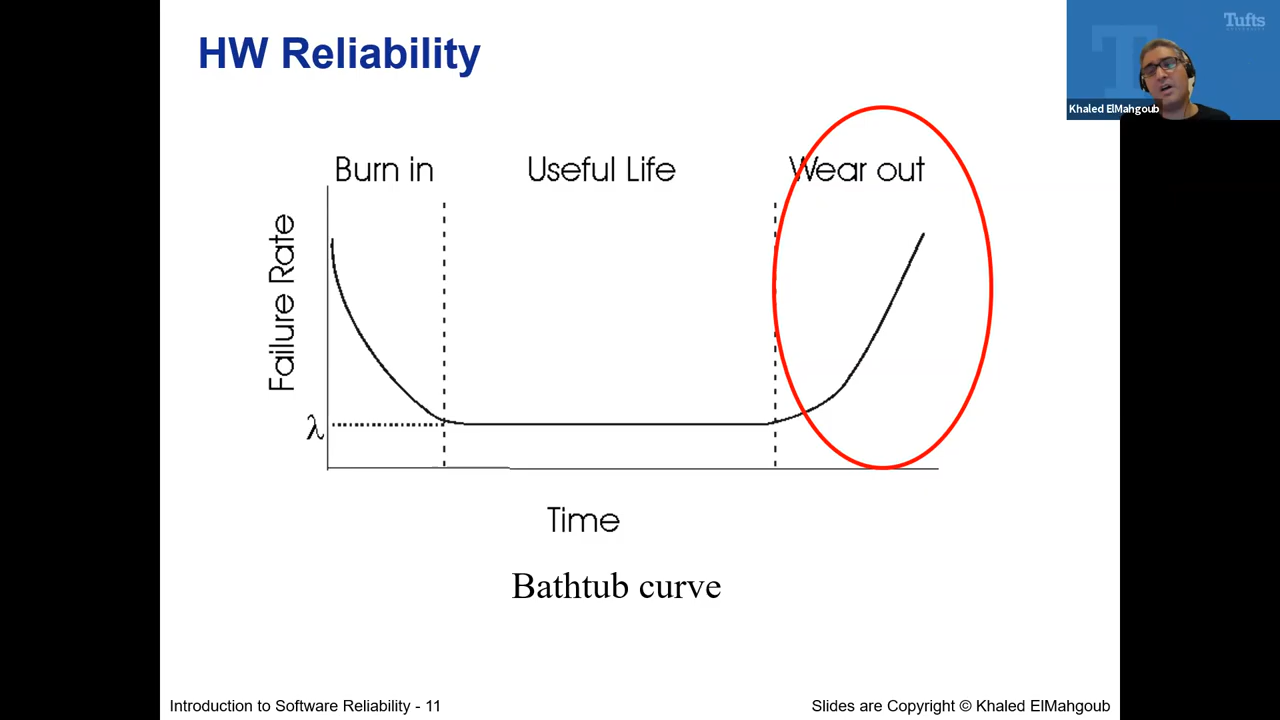 HW Reliability
Tufts
Khaled ElMahgoub
Burn in
Useful Life
Wear out
Failure Rate
λ
Time
Bathtub curve
Introduction to Software Reliability - 11
Slides are Copyright © Khaled ElMahgoub